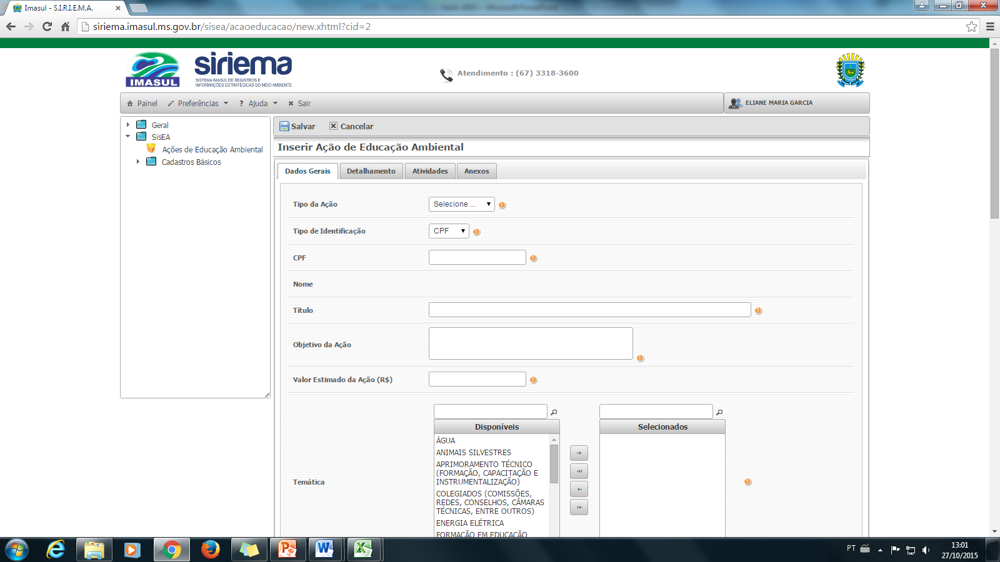 Imasul - S.I.R.I.E.M.A.
siriema.imasul.ms.gov.br/sisea/acaoeducacao/new.xhtml?cid=2
IMASUL
siriema
SISTEMA IMASUL DE REGISTROS E
INFORMAÇÕES ESTRATÉGICAS DO MEIO AMBIENTE
Atendimento : (67) 3318-3600
Painel Preferências ? Ajuda Sair
ELIANE MARIA GARCIA
Geral
SisEA
Ações de Educação Ambiental
Cadastros Básicos
Salvar Cancelar
Inserir Ação de Educação Ambiental
Dados Gerais Detalhamento Atividades Anexos
Tipo da Ação Selecione ...
Tipo de Identificação CPF
CPF
Nome
Título
Objetivo da Ação
Valor Estimado da Ação (R$)
Temática
Disponíveis
ÁGUA
ANIMAIS SILVESTRES
APRIMORAMENTO TÉCNICO
(FORMAÇÃO, CAPACITAÇÃO E
INSTRUMENTALIZAÇÃO)
COLEGIADOS (COMISSÕES,
REDES, CONSELHOS, CÂMARAS
TÉCNICAS, ENTRE OUTROS)
ENERGIA ELÉTRICA
FORMAÇÃO EM EDUCAÇÃO
Selecionados
PT
13:01
27/10/2015